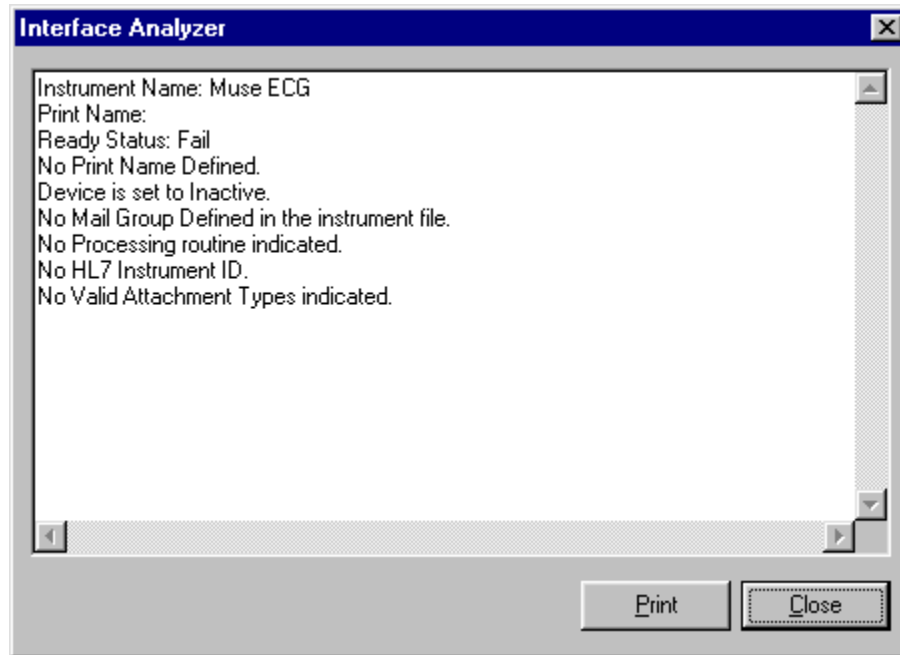 Interface Analyzer
Instrument Name: Muse ECG
Print Name:
Ready Status: Fail
No Print Name Defined.
Device is set to Inactive.
No Mail Group Defined in the instrument file.
No Processing routine indicated.
No HL7 Instrument ID.
No Valid Attachment Types indicated.
Print
Close